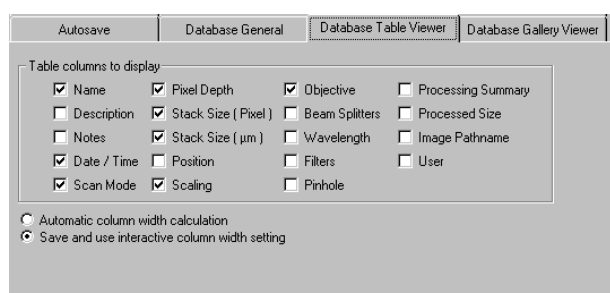 Autosave Database General Database Table Viewer Database Gallery Viewer
Table columns to display
Name Pixel Depth Objective Processing Summary
Description Stack Size ( Pixel ) Beam Splitters Processed Size
Notes Stack Size ( µm ) Wavelength Image Pathname
Date / Time Position Filters User
Scan Mode Scaling Pinhole
Automatic column width calculation
Save and use interactive column width setting